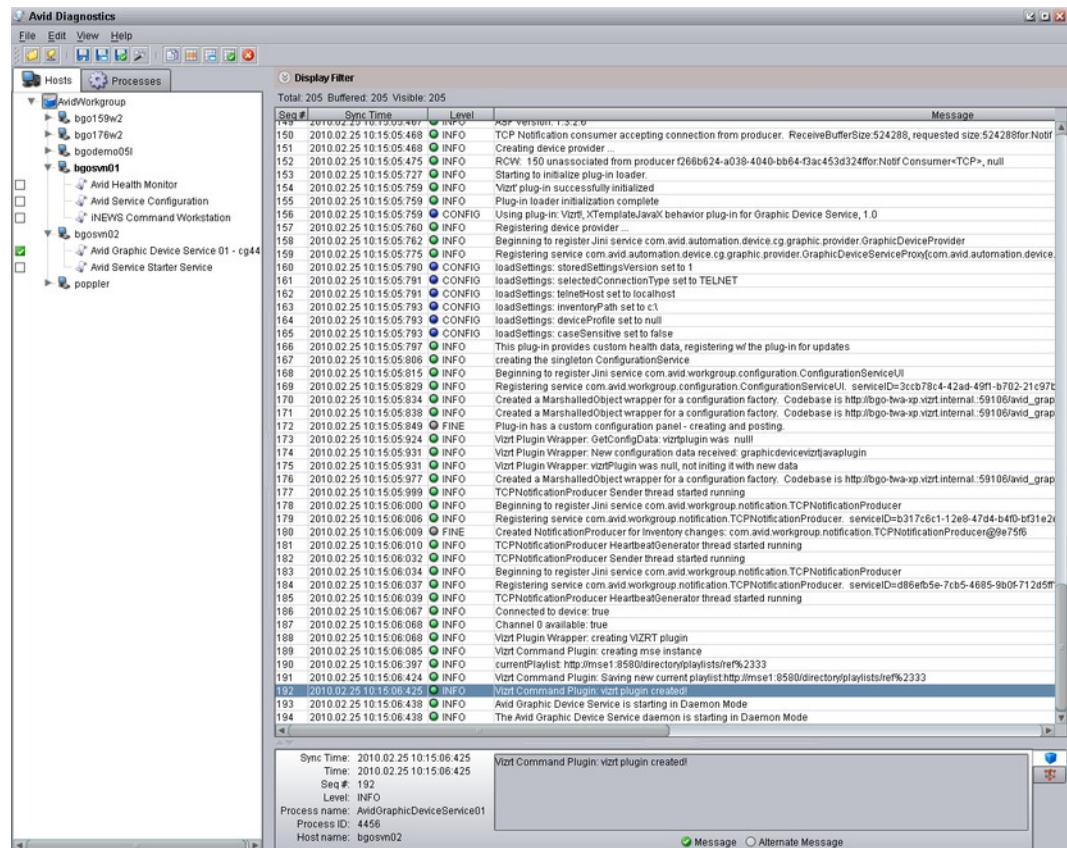 Avid Diagnostics
File Edit View Help
Hosts
Processes
AvidWorkgroup
bgo159w2
bgo176w2
bgodemo05l
bgosvn01
Avid Health Monitor
Avid Service Configuration
iNEWS Command Workstation
bgosvn02
Avid Graphic Device Service 01 - cg44
Avid Service Starter Service
poppler
Display Filter
Total: 205 Buffered: 205 Visible: 205
Seq # Sync Time Level Message
149 2010.02.25 10:15:05:467 INFO ASF version: 1.3.2.6
150 2010.02.25 10:15:05:468 INFO TCP Notification consumer accepting connection from producer. ReceiveBufferSize:524288, requested size:524288for:Notif
151 2010.02.25 10:15:05:468 INFO Creating device provider ...
152 2010.02.25 10:15:05:475 INFO RCW: 150 unassociated from producer f266b624-a038-4040-bb64-f3ac453d324ffor:Notif Consumer<TCP>, null
153 2010.02.25 10:15:05:727 INFO Starting to initialize plug-in loader.
154 2010.02.25 10:15:05:759 INFO 'Vizrt' plug-in successfully initialized
155 2010.02.25 10:15:05:759 INFO Plug-in loader initialization complete
156 2010.02.25 10:15:05:759 CONFIG Using plug-in: Vizrt!, XTemplateJavaX behavior plug-in for Graphic Device Service, 1.0
157 2010.02.25 10:15:05:760 INFO Registering device provider ...
158 2010.02.25 10:15:05:762 INFO Beginning to register Jini service com.avid.automation.device.cg.graphic.provider.GraphicDeviceProvider
159 2010.02.25 10:15:05:775 INFO Registering service com.avid.automation.device.cg.graphic.provider.GraphicDeviceServiceProxy[com.avid.automation.device.
160 2010.02.25 10:15:05:790 CONFIG loadSettings: storedSettingsVersion set to 1
161 2010.02.25 10:15:05:791 CONFIG loadSettings: selectedConnectionType set to TELNET
162 2010.02.25 10:15:05:791 CONFIG loadSettings: telnetHost set to localhost
163 2010.02.25 10:15:05:793 CONFIG loadSettings: inventoryPath set to c:\
164 2010.02.25 10:15:05:793 CONFIG loadSettings: deviceProfile set to null
165 2010.02.25 10:15:05:793 CONFIG loadSettings: caseSensitive set to false
166 2010.02.25 10:15:05:797 INFO This plug-in provides custom health data, registering w/ the plug-in for updates
167 2010.02.25 10:15:05:806 INFO creating the singleton ConfigurationService
168 2010.02.25 10:15:05:815 INFO Beginning to register Jini service com.avid.workgroup.configuration.ConfigurationServiceUI
169 2010.02.25 10:15:05:829 INFO Registering service com.avid.workgroup.configuration.ConfigurationServiceUI. serviceID=3ccb78c4-42ad-49f1-b702-21c97b
170 2010.02.25 10:15:05:834 INFO Created a MarshalledObject wrapper for a configuration factory. Codebase is http://bgo-twa-xp.vizrt.internal.:59106/avid_grap
171 2010.02.25 10:15:05:838 INFO Created a MarshalledObject wrapper for a configuration factory. Codebase is http://bgo-twa-xp.vizrt.internal.:59106/avid_grap
172 2010.02.25 10:15:05:849 FINE Plug-in has a custom configuration panel - creating and posting.
173 2010.02.25 10:15:05:924 INFO Vizrt Plugin Wrapper: GetConfigData: vizrtplugin was null!
174 2010.02.25 10:15:05:931 INFO Vizrt Plugin Wrapper: New configuration data received: graphicdevicevizrtjavaplugin
175 2010.02.25 10:15:05:931 INFO Vizrt Plugin Wrapper: vizrtPlugin was null, not initing it with new data
176 2010.02.25 10:15:05:977 INFO Created a MarshalledObject wrapper for a configuration factory. Codebase is http://bgo-twa-xp.vizrt.internal.:59106/avid_grap
177 2010.02.25 10:15:05:999 INFO TCPNotificationProducer Sender thread started running
178 2010.02.25 10:15:06:000 INFO Beginning to register Jini service com.avid.workgroup.notification.TCPNotificationProducer
179 2010.02.25 10:15:06:006 INFO Registering service com.avid.workgroup.notification.TCPNotificationProducer. serviceID=b317c6c1-12e8-47d4-b4f0-bf31e2
180 2010.02.25 10:15:06:009 FINE Created NotificationProducer for Inventory changes: com.avid.workgroup.notification.TCPNotificationProducer@9e75f6
181 2010.02.25 10:15:06:010 INFO TCPNotificationProducer HeartbeatGenerator thread started running
182 2010.02.25 10:15:06:032 INFO TCPNotificationProducer Sender thread started running
183 2010.02.25 10:15:06:034 INFO Beginning to register Jini service com.avid.workgroup.notification.TCPNotificationProducer
184 2010.02.25 10:15:06:037 INFO Registering service com.avid.workgroup.notification.TCPNotificationProducer. serviceID=d86efb5e-7cb5-4685-9b0f-712d5ff
185 2010.02.25 10:15:06:039 INFO TCPNotificationProducer HeartbeatGenerator thread started running
186 2010.02.25 10:15:06:067 INFO Connected to device: true
187 2010.02.25 10:15:06:068 INFO Channel 0 available: true
188 2010.02.25 10:15:06:068 INFO Vizrt Plugin Wrapper: creating VIZRT plugin
189 2010.02.25 10:15:06:085 INFO Vizrt Command Plugin: creating mse instance
190 2010.02.25 10:15:06:397 INFO currentPlaylist: http://mse1:8580/directory/playlists/ref%2333
191 2010.02.25 10:15:06:424 INFO Vizrt Command Plugin: Saving new current playlist:http://mse1:8580/directory/playlists/ref%2333
192 2010.02.25 10:15:06:425 INFO Vizrt Command Plugin: vizrt plugin created!
193 2010.02.25 10:15:06:438 INFO Avid Graphic Device Service is starting in Daemon Mode
194 2010.02.25 10:15:06:438 INFO The Avid Graphic Device Service daemon is starting in Daemon Mode
Sync Time: 2010.02.25 10:15:06:425
Time: 2010.02.25 10:15:06:425
Seq #: 192
Level: INFO
Process name: AvidGraphicDeviceService01
Process ID: 4456
Host name: bgosvn02
Vizrt Command Plugin: vizrt plugin created!
Message Alternate Message